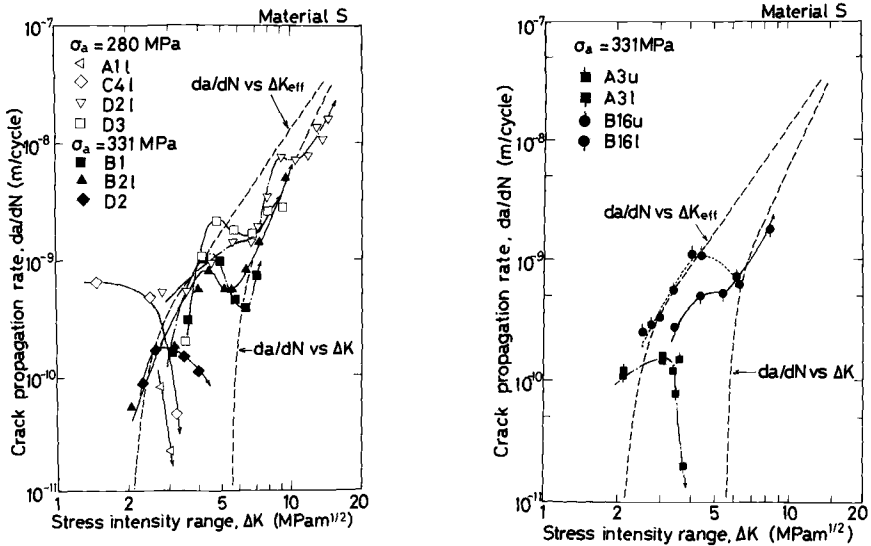 Material S
10⁻⁷
10⁻⁸
10⁻⁹
10⁻¹⁰
10⁻¹¹
Crack propagation rate, da/dN (m/cycle)
σₐ = 280 MPa
A1l
C4l
D2l
D3
σₐ = 331 MPa
B1
B2l
D2
da/dN vs ΔKeff
da/dN vs ΔK
1 2 5 10 20
Stress intensity range, ΔK (MPam¹/²)
Material S
10⁻⁷
10⁻⁸
10⁻⁹
10⁻¹⁰
10⁻¹¹
Crack propagation rate, da/dN (m/cycle)
σₐ = 331MPa
A3u
A3l
B16u
B16l
da/dN vs ΔKeff
da/dN vs ΔK
1 2 5 10 20
Stress intensity range, ΔK (MPam¹/²)